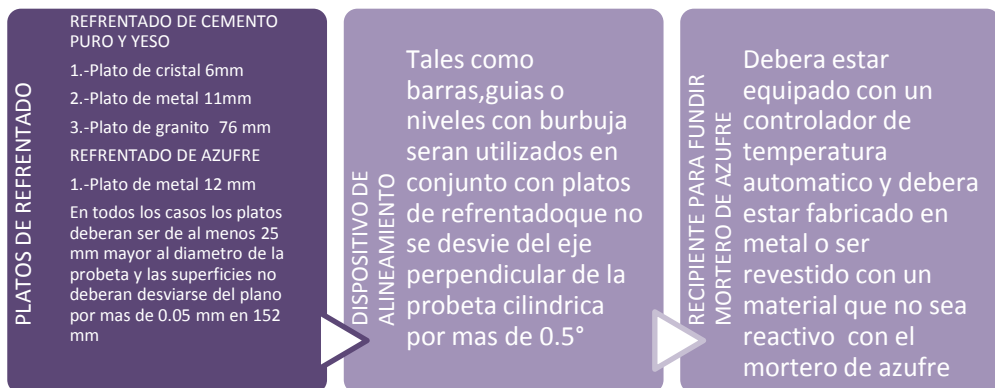 PLATOS DE REFRENTADO
REFRENTADO DE CEMENTO
PURO Y YESO
1.-Plato de cristal 6mm
2.-Plato de metal 11mm
3.-Plato de granito 76 mm
REFRENTADO DE AZUFRE
1.-Plato de metal 12 mm
En todos los casos los platos
deberan ser de al menos 25
mm mayor al diametro de la
probeta y las superficies no
deberan desviarse del plano
por mas de 0.05 mm en 152
mm
DISPOSITIVO DE
ALINEAMIENTO
Tales como
barras,guias o
niveles con burbuja
seran utilizados en
conjunto con platos
de refrentadoque no
se desvie del eje
perpendicular de la
probeta cilindrica
por mas de 0.5°
RECIPIENTE PARA FUNDIR
MORTERO DE AZUFRE
Debera estar
equipado con un
controlador de
temperatura
automatico y debera
estar fabricado en
metal o ser
revestido con un
material que no sea
reactivo con el
mortero de azufre